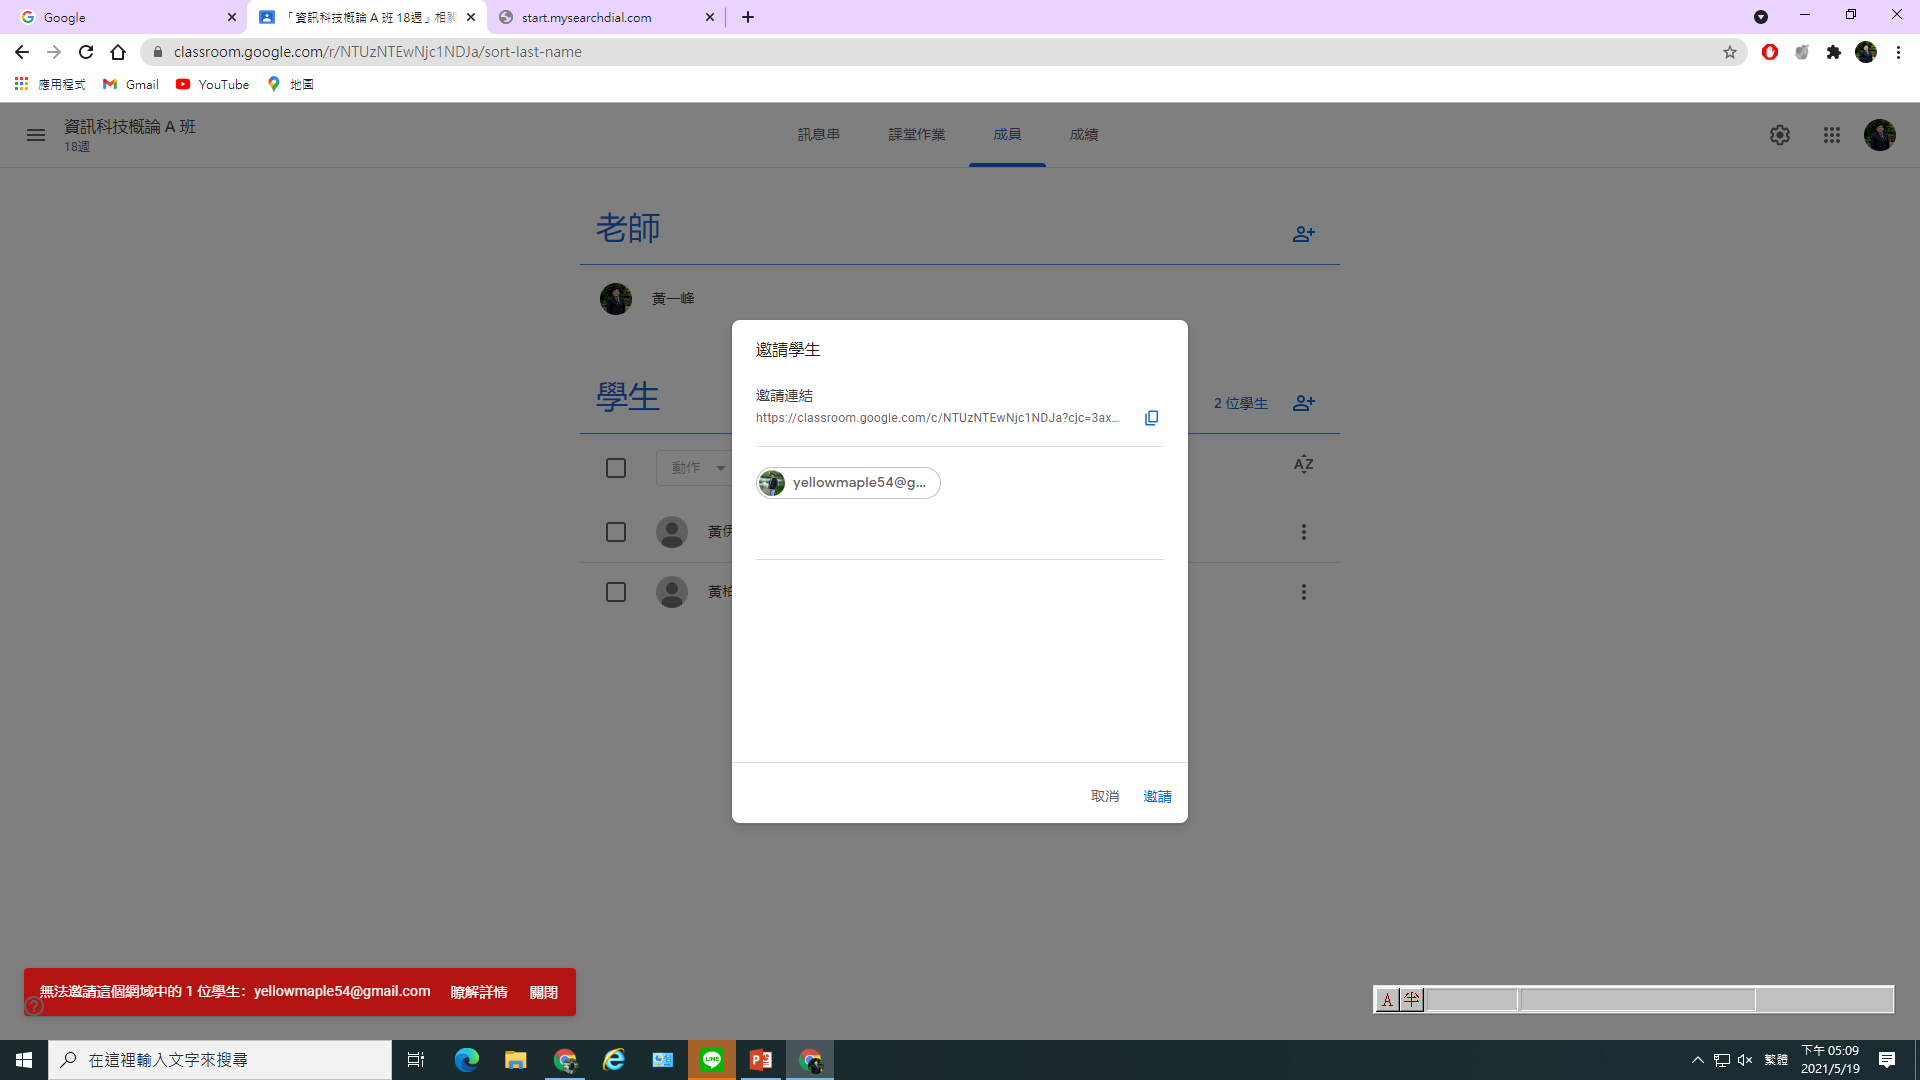 Google
「資訊科技概論 A 班 18週」相關
start.mysearchdial.com
classroom.google.com/r/NTUzNTEwNjc1NDJa/sort-last-name
應用程式
Gmail
YouTube
地圖
資訊科技概論 A 班
18週
訊息串
課堂作業
成員
成績
老師
黃一峰
學生
2 位學生
動作
AZ
黃
黃柏
邀請學生
邀請連結
https://classroom.google.com/c/NTUzNTEwNjc1NDJa?cjc=3ax...
yellowmaple54@g...
取消
邀請
無法邀請這個網域中的 1 位學生：yellowmaple54@gmail.com 瞭解詳情 關閉
A 半
在這裡輸入文字來搜尋
LINE
繁體
下午 05:09
2021/5/19